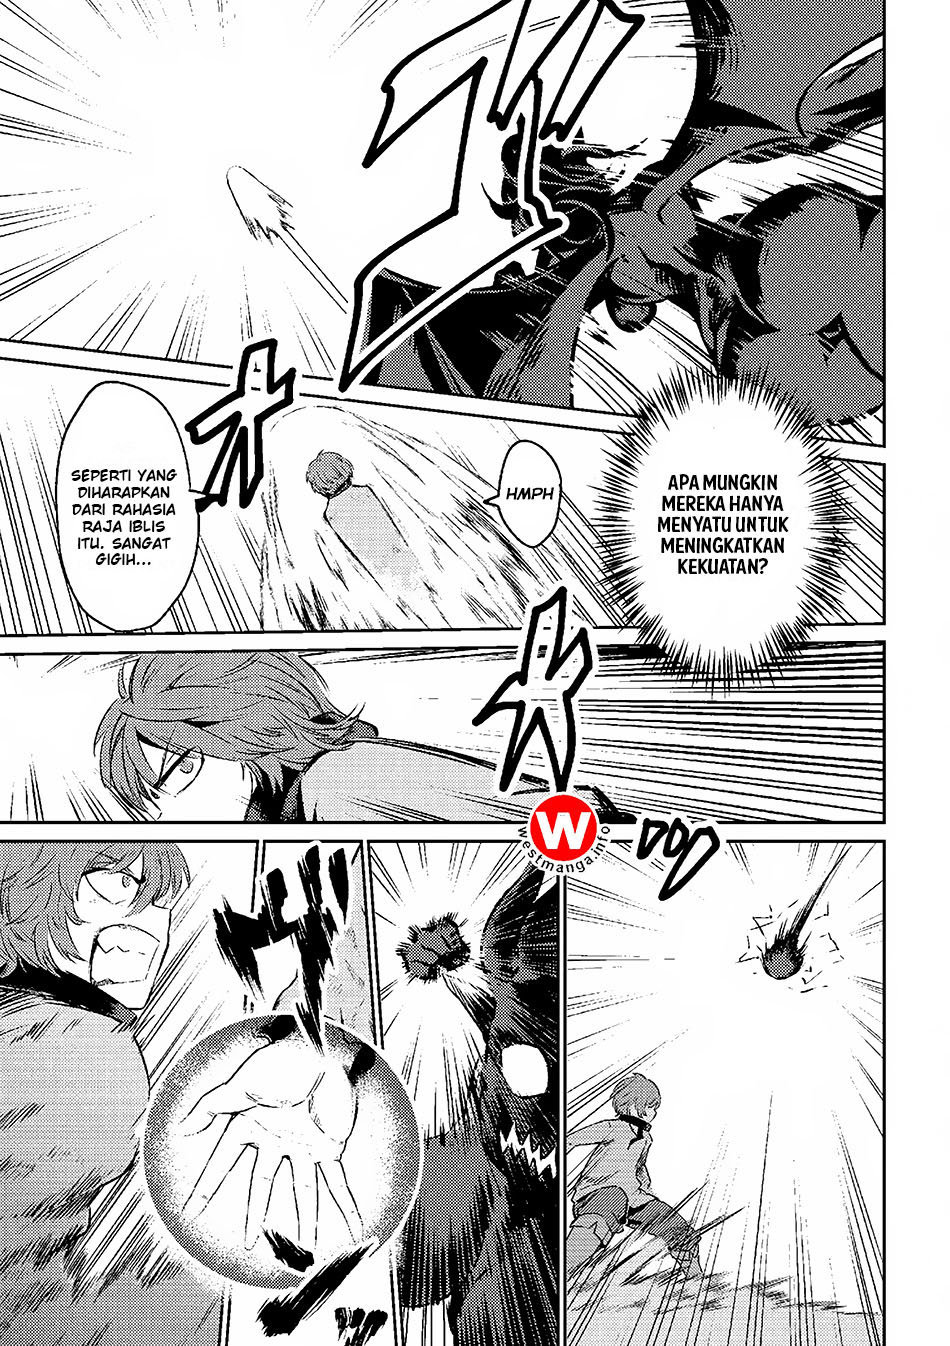 APA MUNGKIN
MEREKA HANYA
MENYATU UNTUK
MENINGKATKAN
KEKUATAN?
HMPH
SEPERTI YANG
DIHARAPKAN
DARI RAHASIA
RAJA IBLIS
ITU. SANGAT
GIGIH...
W
westmanga.info